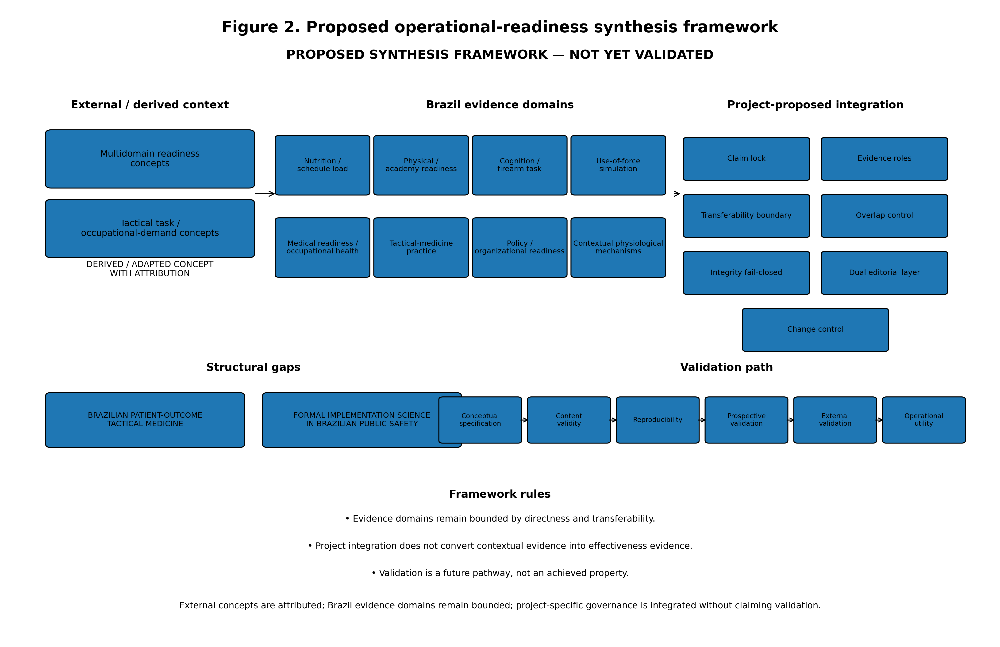 Figure 2. Proposed operational-readiness synthesis framework
PROPOSED SYNTHESIS FRAMEWORK — NOT YET VALIDATED
External / derived context
Multidomain readiness
concepts
Tactical task /
occupational-demand concepts
DERIVED / ADAPTED CONCEPT
WITH ATTRIBUTION
Brazil evidence domains
Nutrition /
schedule load
Physical /
academy readiness
Cognition /
firearm task
Use-of-force
simulation
Medical readiness /
occupational health
Tactical-medicine
practice
Policy /
organizational readiness
Contextual physiological
mechanisms
Project-proposed integration
Claim lock
Evidence roles
Transferability boundary
Overlap control
Integrity fail-closed
Dual editorial layer
Change control
Structural gaps
BRAZILIAN PATIENT-OUTCOME
TACTICAL MEDICINE
FORMAL IMPLEMENTATION SCIENCE
IN BRAZILIAN PUBLIC SAFETY
Validation path
Conceptual
specification
Content
validity
Reproducibility
Prospective
validation
External
validation
Operational
utility
Framework rules
• Evidence domains remain bounded by directness and transferability.
• Project integration does not convert contextual evidence into effectiveness evidence.
• Validation is a future pathway, not an achieved property.
External concepts are attributed; Brazil evidence domains remain bounded; project-specific governance is integrated without claiming validation.